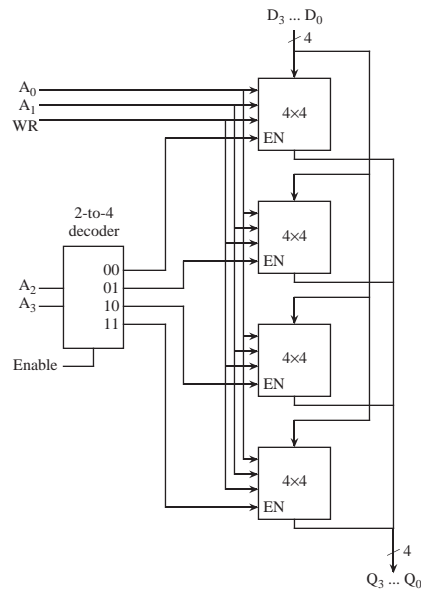 D₃ ... D₀
4
A₀
A₁
WR
4×4
EN
2-to-4
decoder
4×4
00
EN
01
A₂
10
A₃
11
4×4
Enable
EN
4×4
EN
4
Q₃ ... Q₀